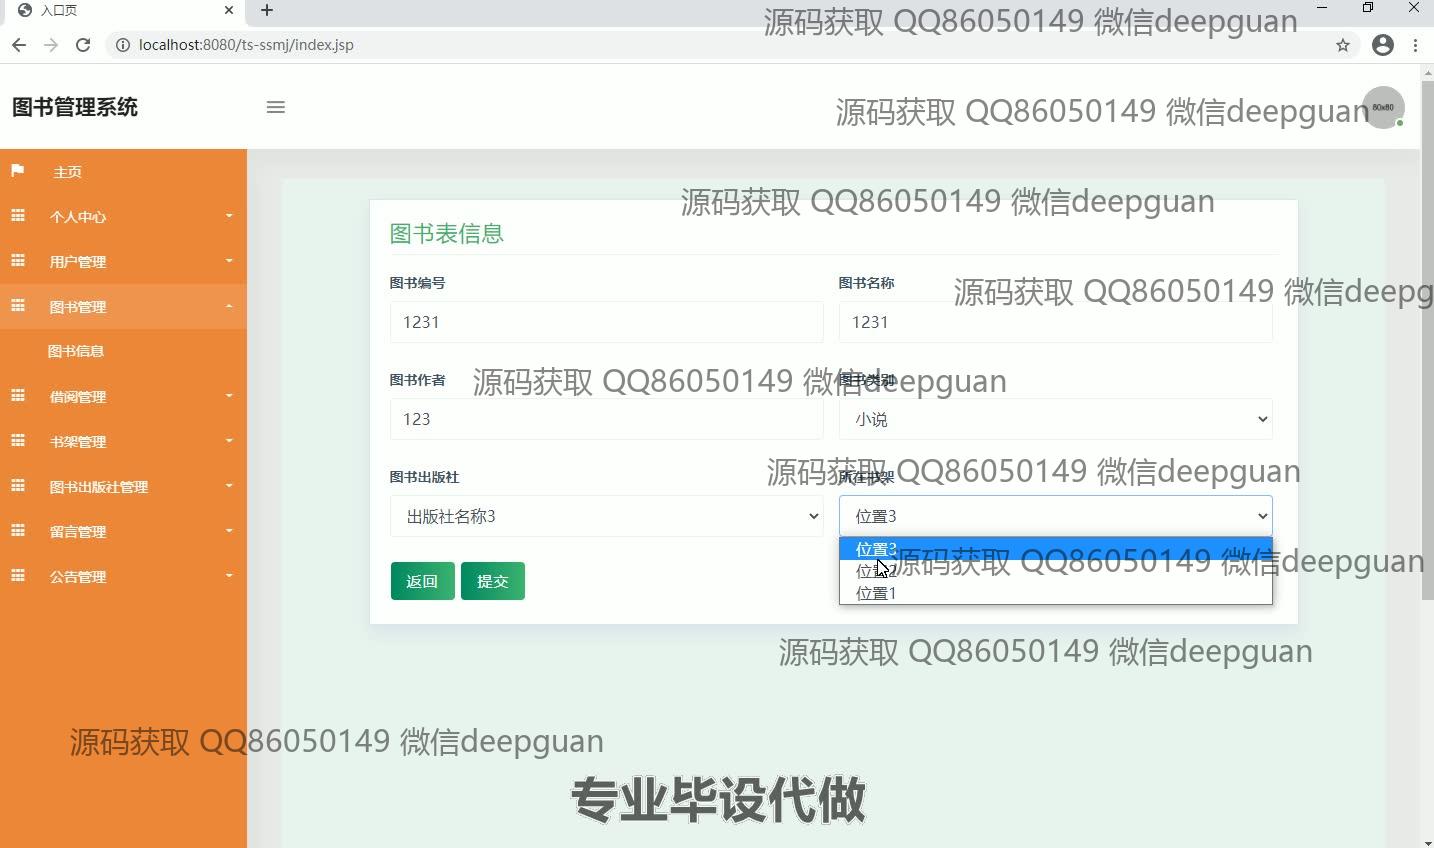 入口页
源码获取 QQ86050149 微信deepguan
localhost:8080/ts-ssmj/index.jsp
图书管理系统
源码获取 QQ86050149 微信deepguan
80x80
主页
个人中心
用户管理
图书管理
图书信息
借阅管理
书架管理
图书出版社管理
留言管理
公告管理
源码获取 QQ86050149 微信deepguan
图书表信息
图书编号
图书名称
源码获取 QQ86050149 微信deepg
1231
1231
图书作者
源码获取 QQ86050149 微信deepguan
图书类别
123
小说
图书出版社
源码获取 QQ86050149 微信deepguan
所在书架
出版社名称3
位置3
位置3
源码获取 QQ86050149 微信deepguan
位置2
位置1
返回
提交
源码获取 QQ86050149 微信deepguan
源码获取 QQ86050149 微信deepguan
专业毕设代做